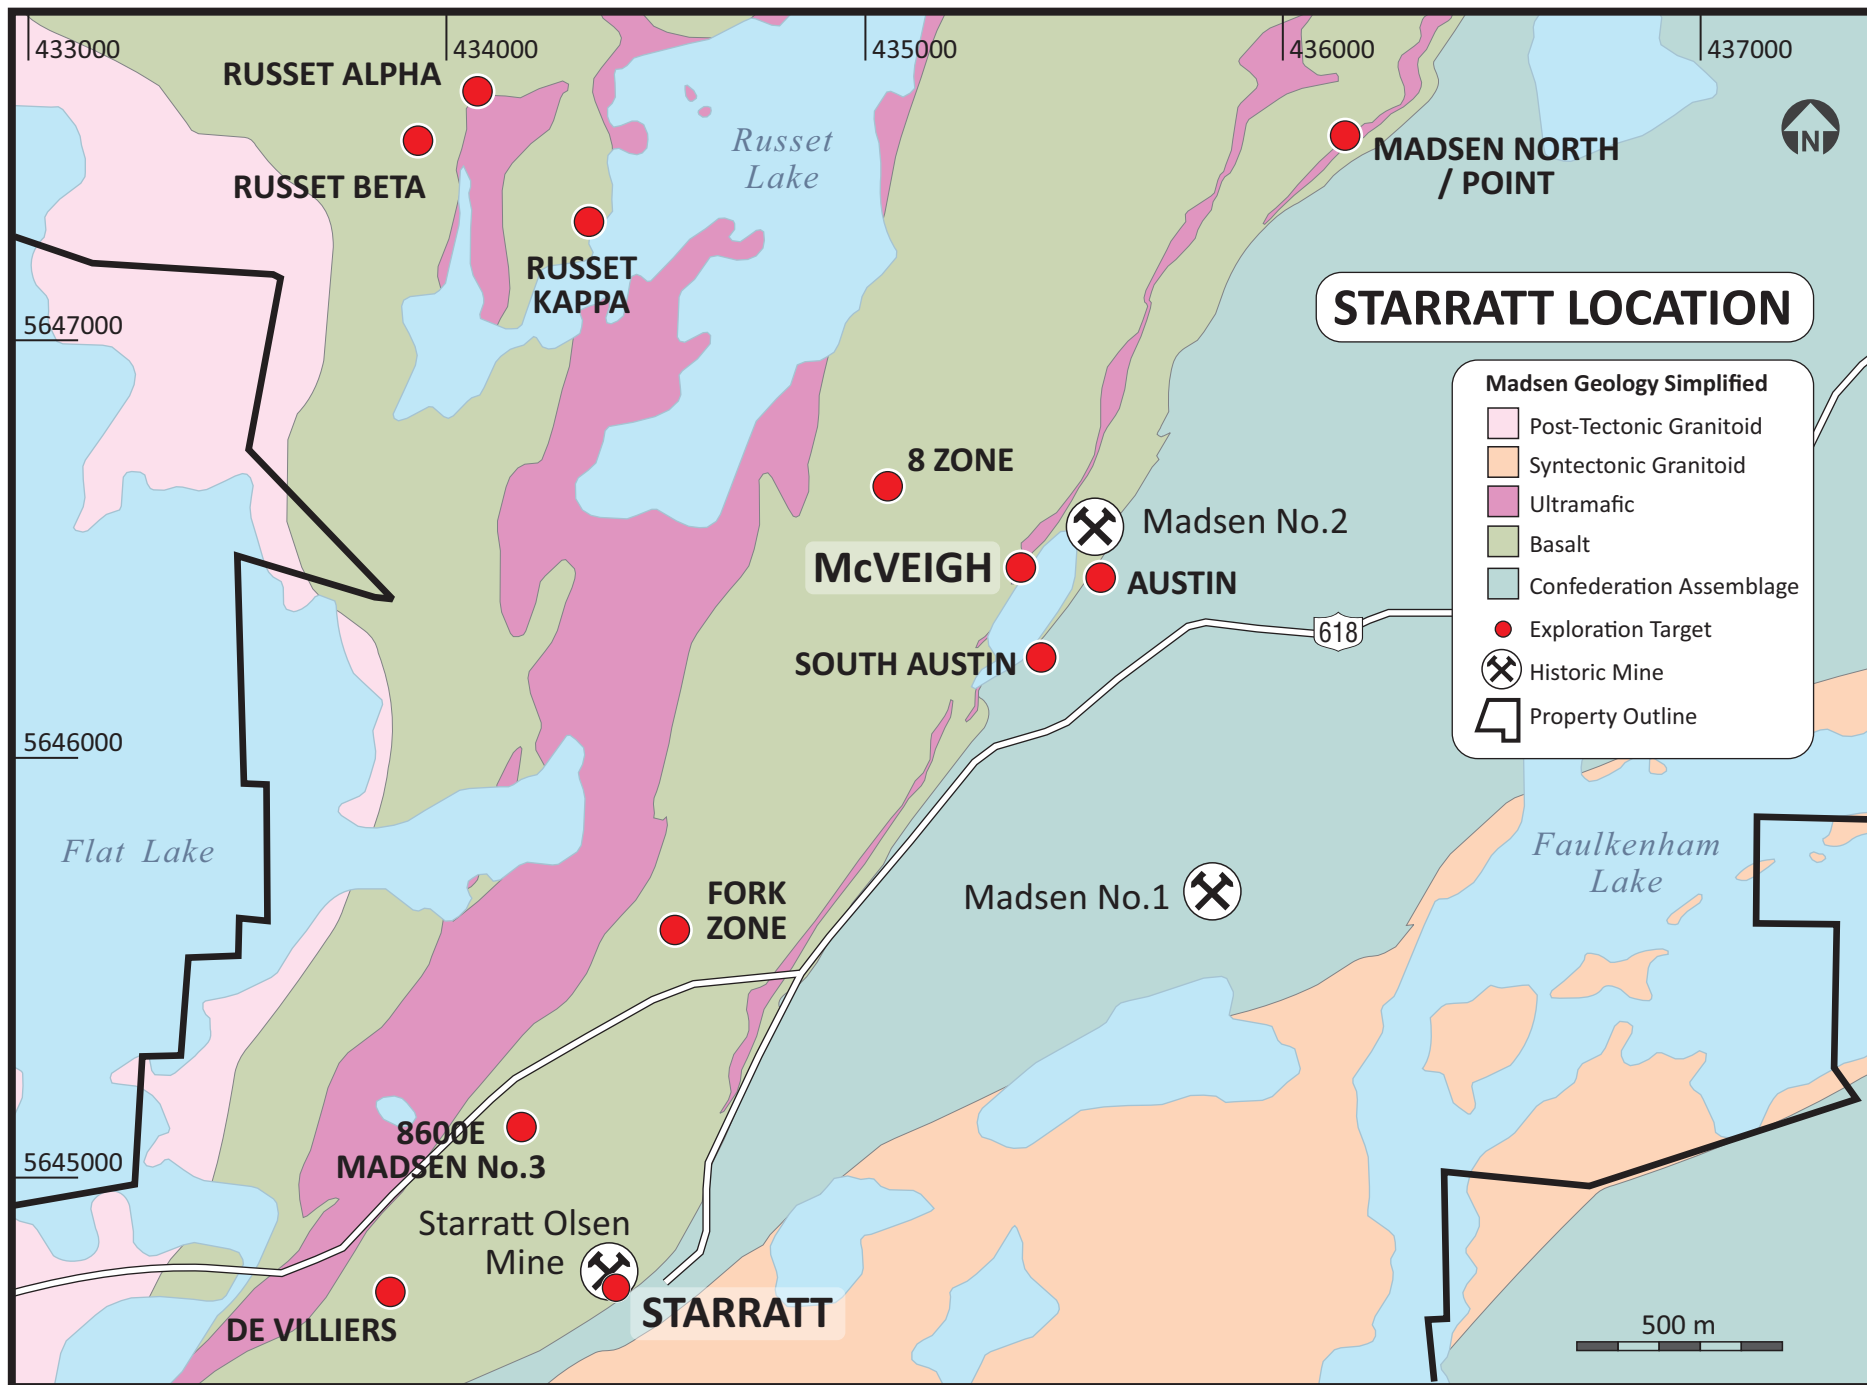 433000
434000
435000
436000
437000
RUSSET ALPHA
RUSSET BETA
Russet
Lake
MADSEN NORTH
/ POINT
N
RUSSET
KAPPA
STARRATT LOCATION
5647000
Madsen Geology Simplified
Post-Tectonic Granitoid
Syntectonic Granitoid
Ultramafic
Basalt
Confederation Assemblage
Exploration Target
Historic Mine
Property Outline
8 ZONE
Madsen No.2
McVEIGH
AUSTIN
618
SOUTH AUSTIN
5646000
Flat Lake
Faulkenham
Lake
FORK
ZONE
Madsen No.1
8600E
MADSEN No.3
5645000
Starratt Olsen
Mine
STARRATT
DE VILLIERS
500 m